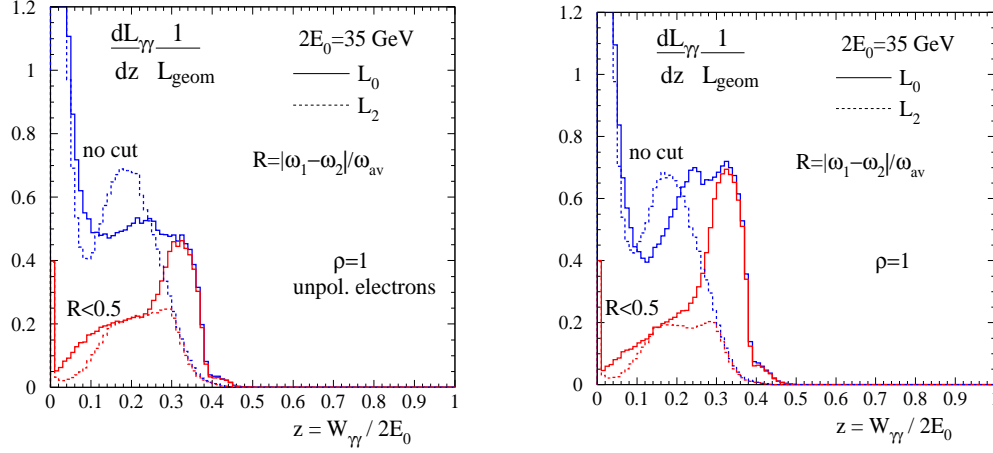 1.2
1
0.8
0.6
0.4
0.2
0
0 0.1 0.2 0.3 0.4 0.5 0.6 0.7 0.8 0.9 1
dLγγ 1
dz Lgeom
2E0=35 GeV
L0
L2
no cut
R=|ω1−ω2|/ωav
ρ=1
unpol. electrons
R<0.5
z = Wγγ / 2E0
1.2
1
0.8
0.6
0.4
0.2
0
0 0.1 0.2 0.3 0.4 0.5 0.6 0.7 0.8 0.9 1
dLγγ 1
dz Lgeom
2E0=35 GeV
L0
L2
no cut
R=|ω1−ω2|/ωav
ρ=1
R<0.5
z = Wγγ / 2E0